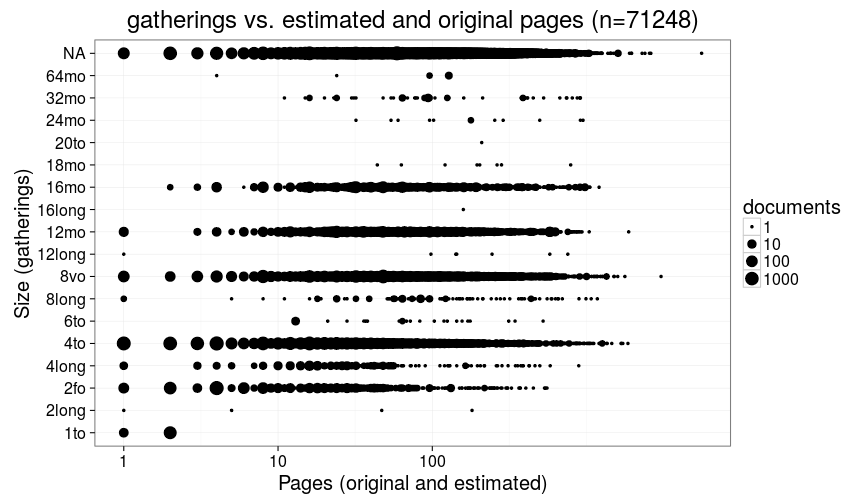 gatherings vs. estimated and original pages (n=71248)
NA
64mo
32mo
24mo
20to
18mo
16mo
16long
12mo
12long
8vo
8long
6to
4to
4long
2fo
2long
1to
Size (gatherings)
1
10
100
Pages (original and estimated)
documents
1
10
100
1000